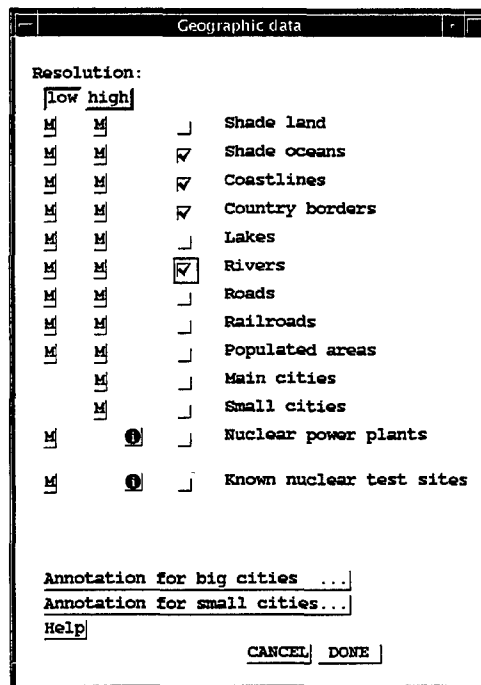 Geographic data
Resolution:
low high
M M Shade land
M M Shade oceans
M M Coastlines
M M Country borders
M M Lakes
M M Rivers
M M Roads
M M Railroads
M M Populated areas
M Main cities
M Small cities
M i Nuclear power plants
M i Known nuclear test sites
Annotation for big cities ...
Annotation for small cities...
Help
CANCEL DONE